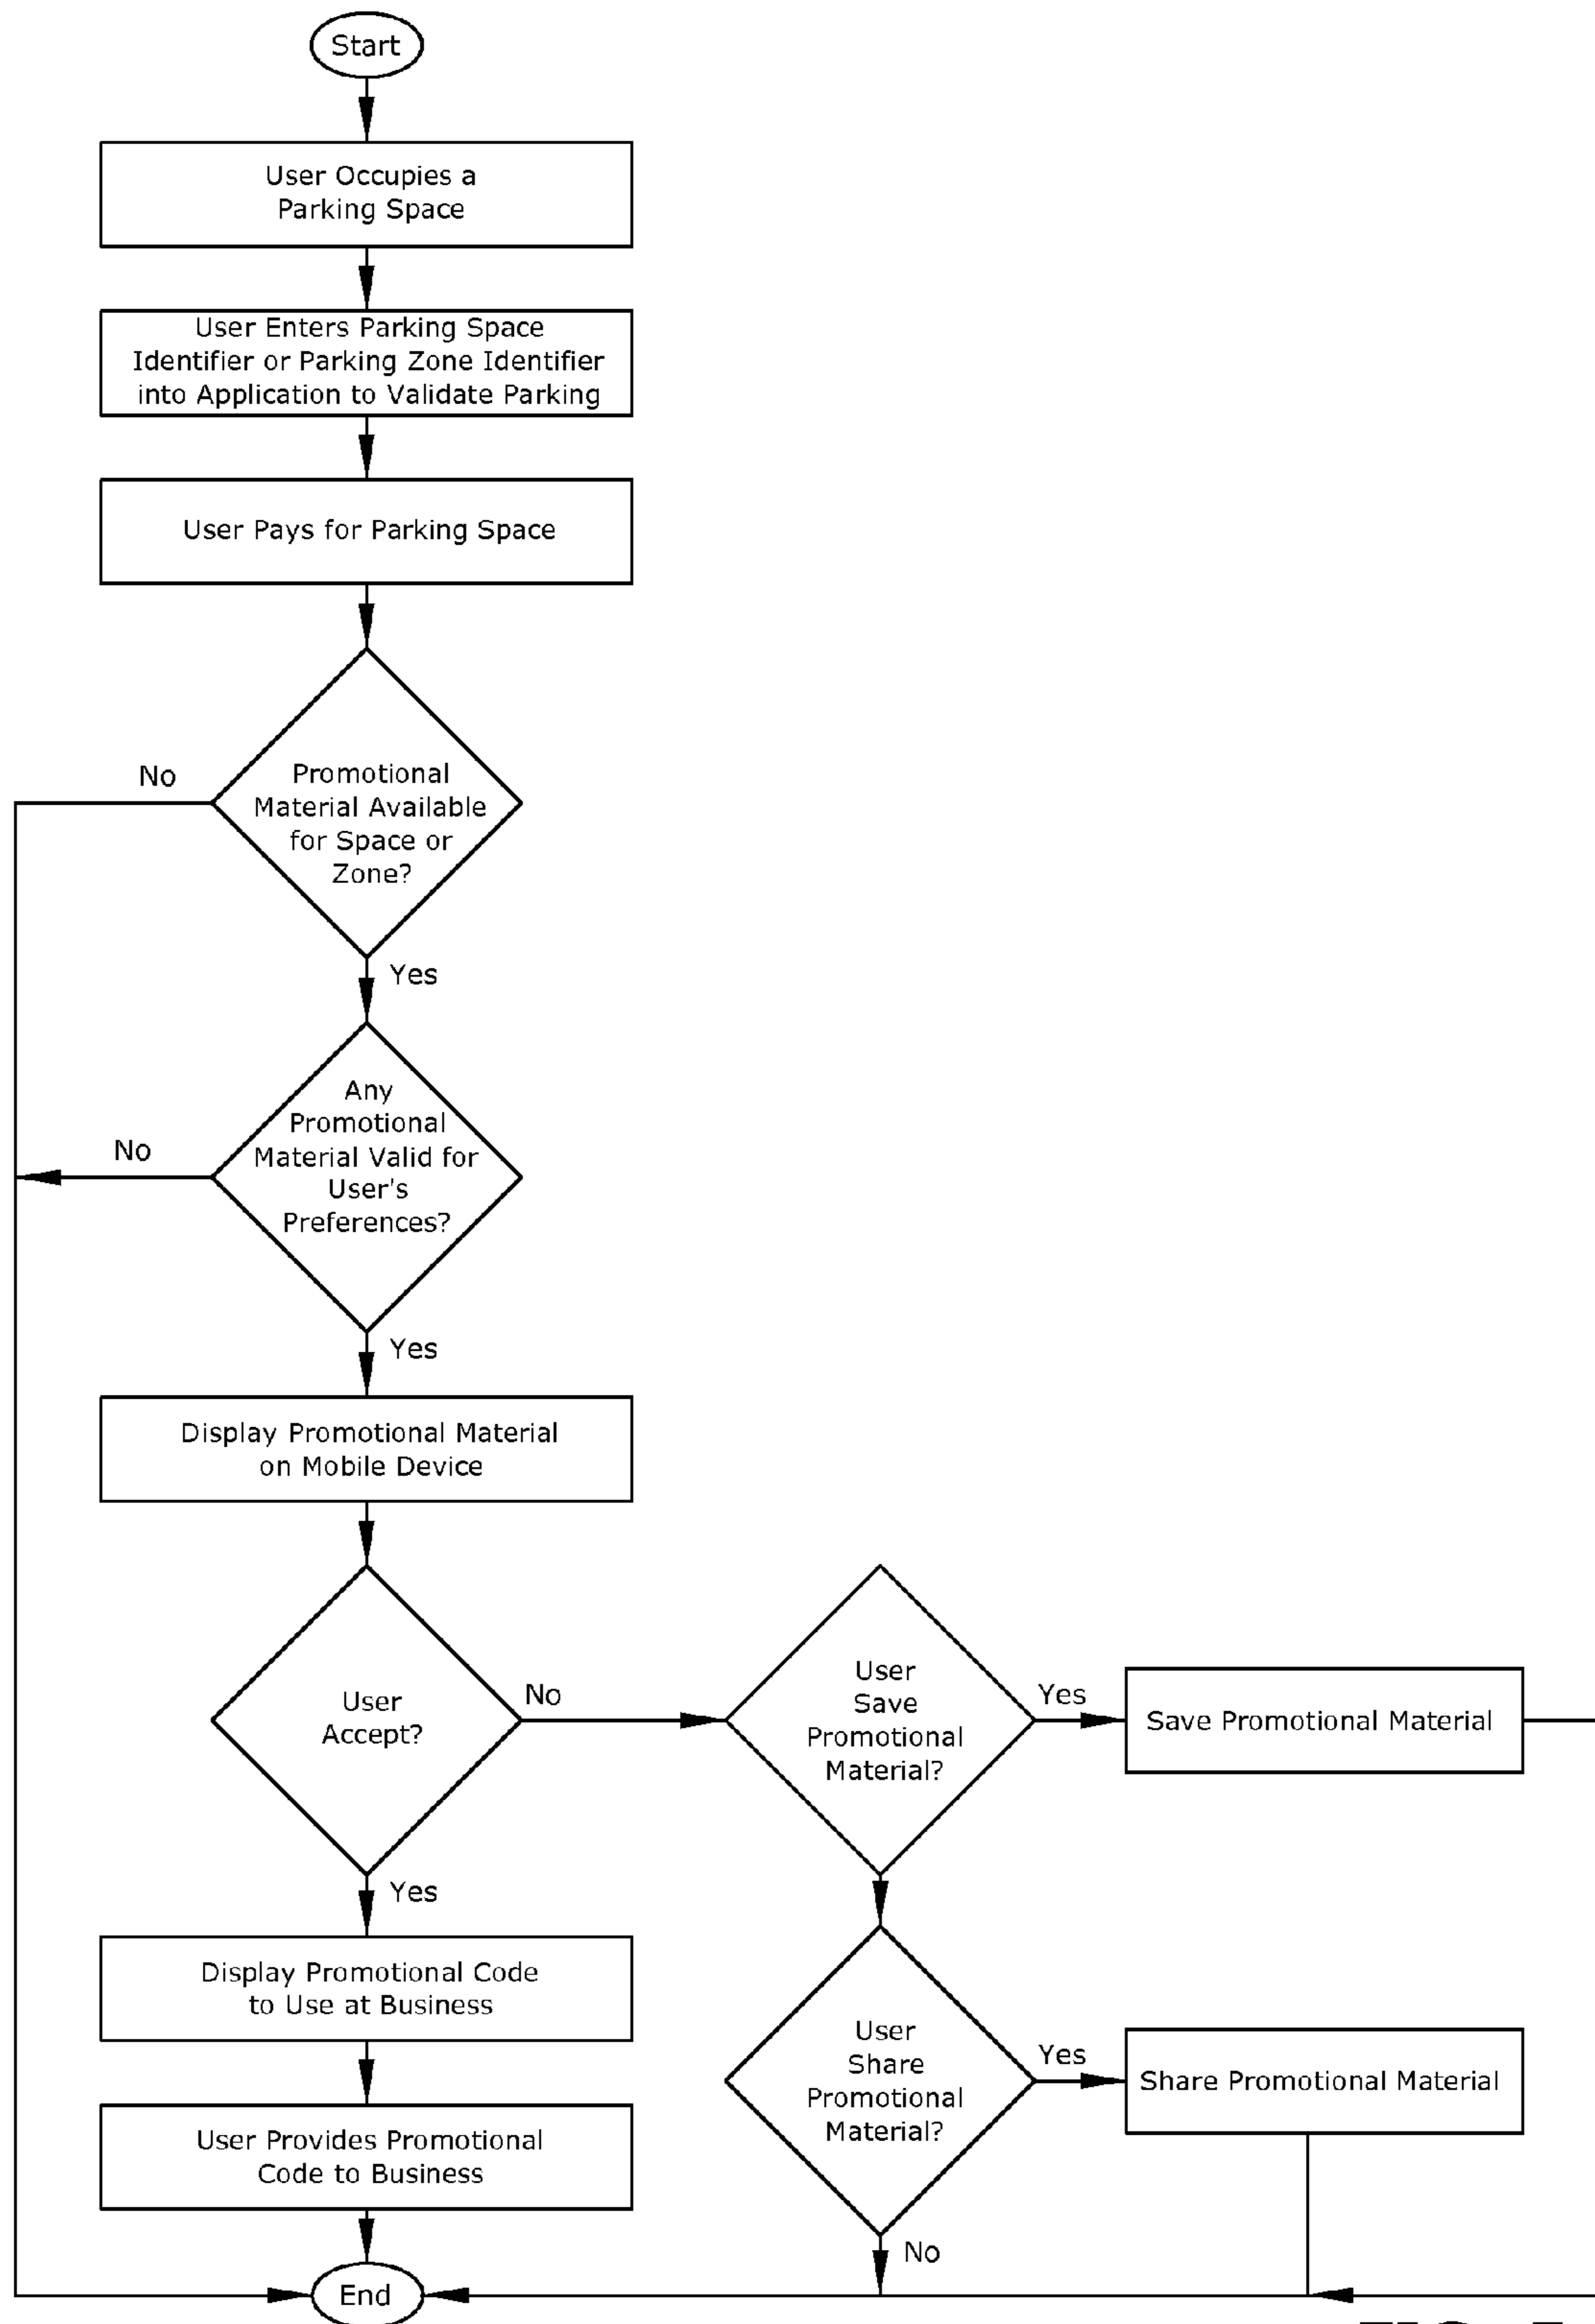 Start
User Occupies a
Parking Space
User Enters Parking Space
Identifier or Parking Zone Identifier
into Application to Validate Parking
User Pays for Parking Space
No
Promotional
Material Available
for Space or
Zone?
Yes
Any
Promotional
Material Valid for
User's
Preferences?
No
Yes
Display Promotional Material
on Mobile Device
User
Accept?
No
User
Save
Promotional
Material?
Yes
Save Promotional Material
Yes
Display Promotional Code
to Use at Business
User
Share
Promotional
Material?
Yes
Share Promotional Material
User Provides Promotional
Code to Business
No
End